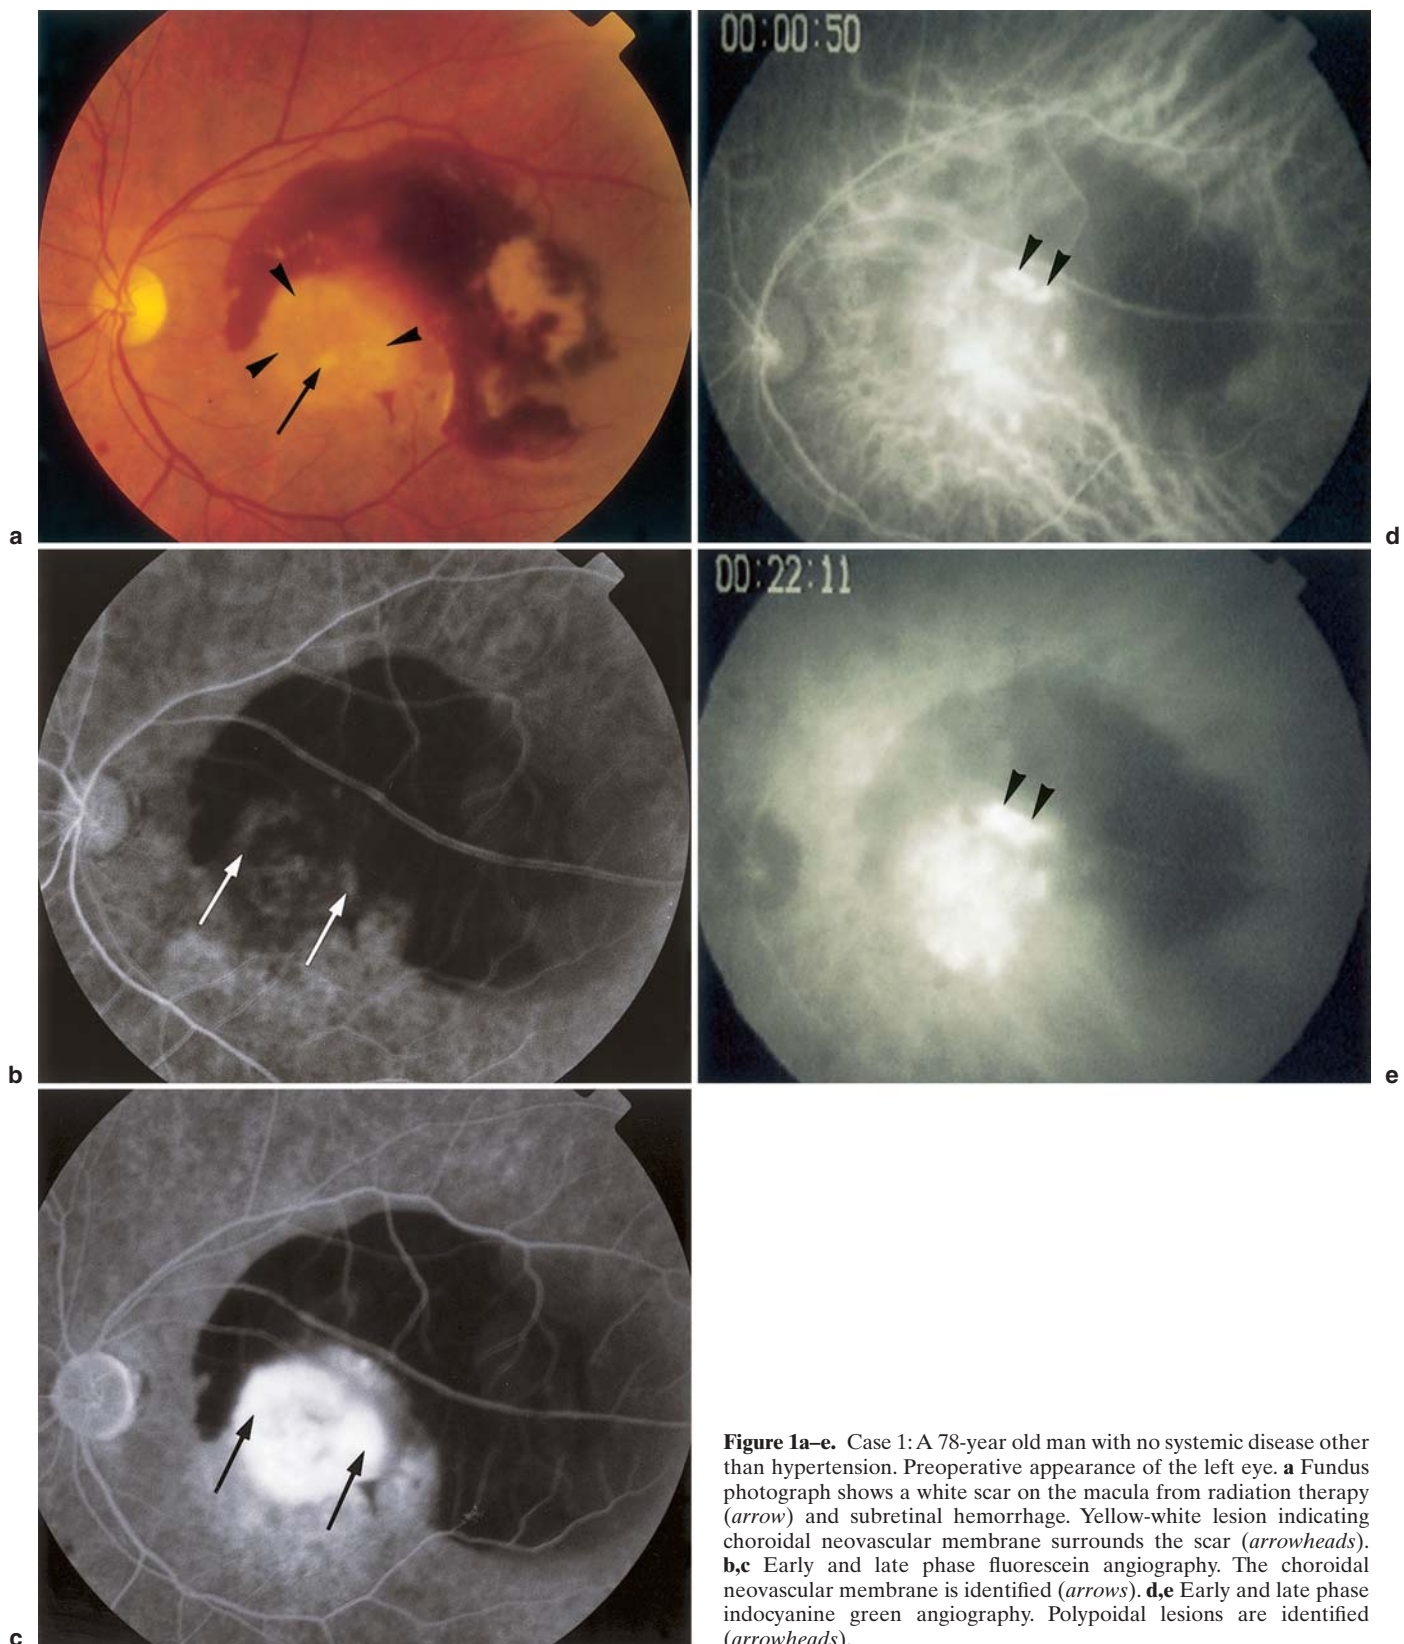 00:00:50
a
d
00:22:11
b
e
c
Figure 1a–e. Case 1: A 78-year old man with no systemic disease other
than hypertension. Preoperative appearance of the left eye. a Fundus
photograph shows a white scar on the macula from radiation therapy
(arrow) and subretinal hemorrhage. Yellow-white lesion indicating
choroidal neovascular membrane surrounds the scar (arrowheads).
b,c Early and late phase fluorescein angiography. The choroidal
neovascular membrane is identified (arrows). d,e Early and late phase
indocyanine green angiography. Polypoidal lesions are identified
(arrowheads).